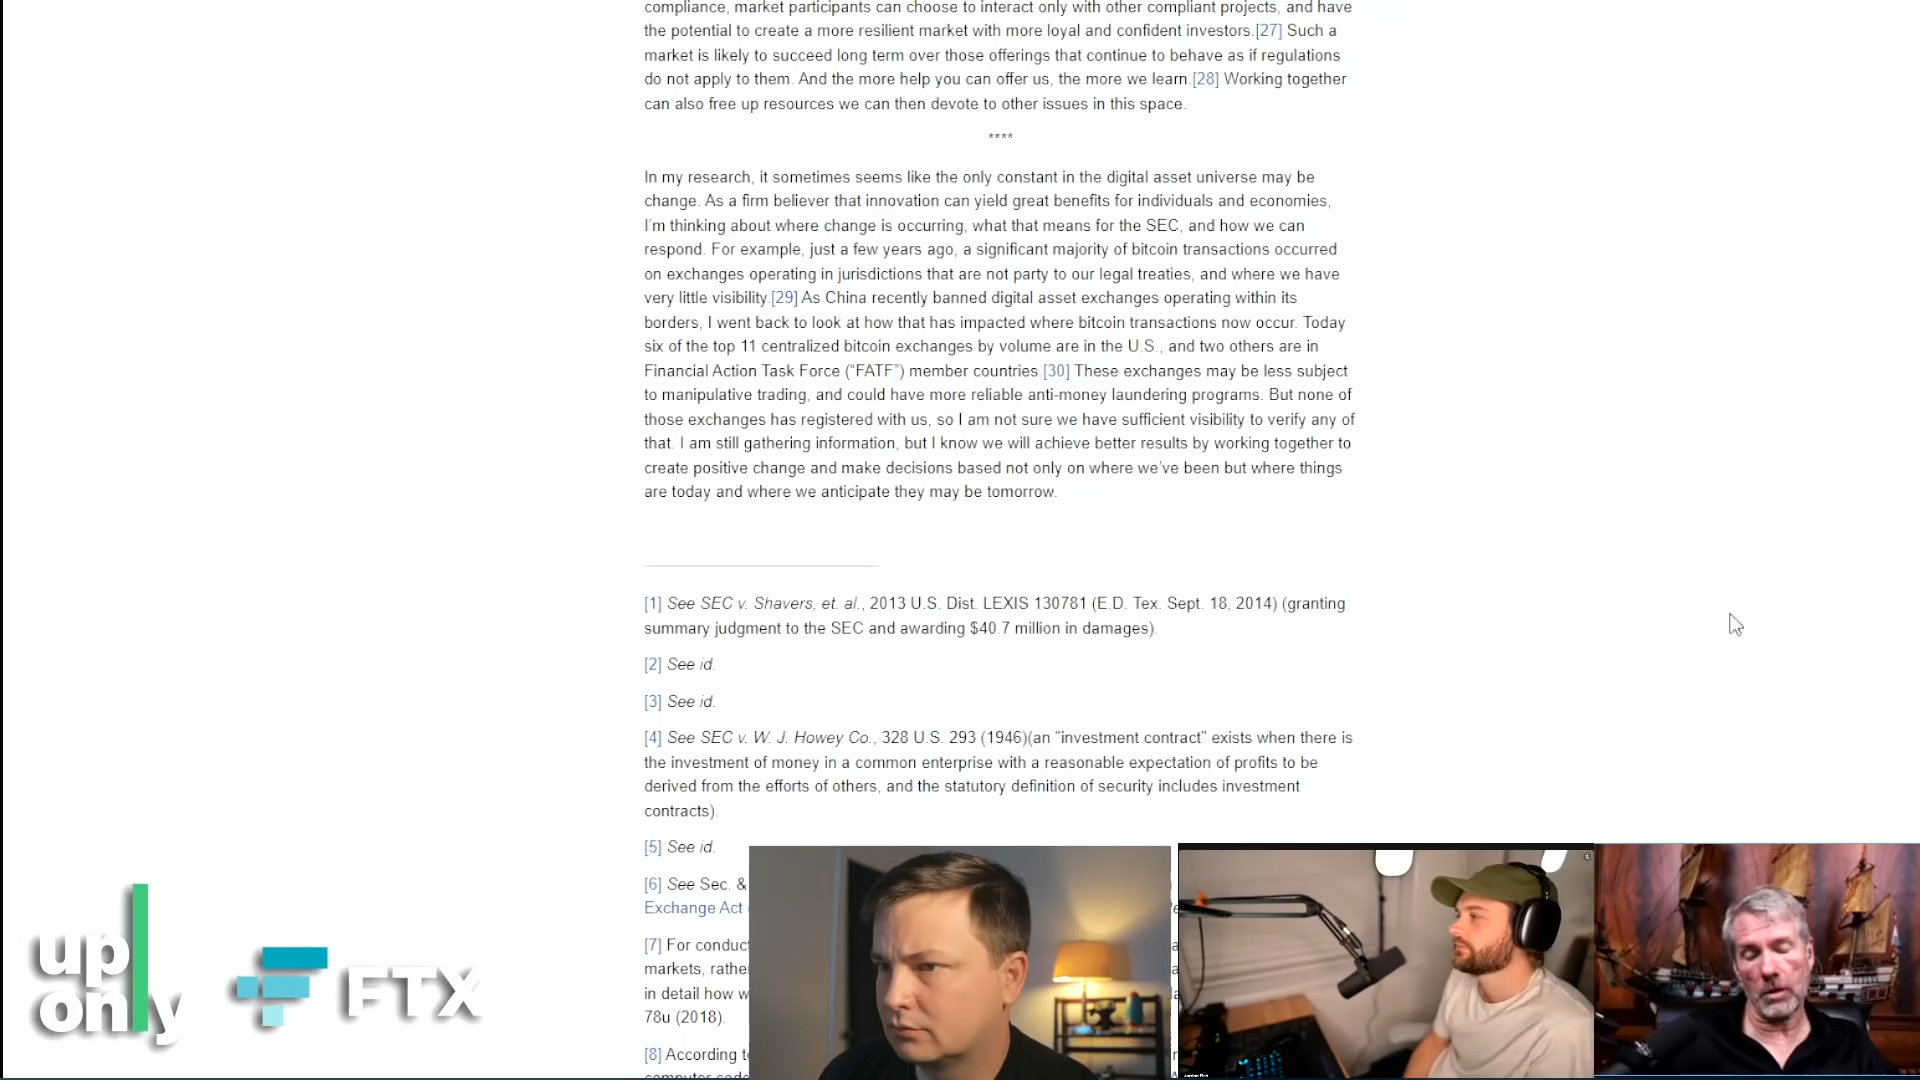 compliance, market participants can choose to interact only with other compliant projects, and have
the potential to create a more resilient market with more loyal and confident investors.[27] Such a
market is likely to succeed long term over those offerings that continue to behave as if regulations
do not apply to them. And the more help you can offer us, the more we learn.[28] Working together
can also free up resources we can then devote to other issues in this space.
****
In my research, it sometimes seems like the only constant in the digital asset universe may be
change. As a firm believer that innovation can yield great benefits for individuals and economies,
I'm thinking about where change is occurring, what that means for the SEC, and how we can
respond. For example, just a few years ago, a significant majority of bitcoin transactions occurred
on exchanges operating in jurisdictions that are not party to our legal treaties, and where we have
very little visibility.[29] As China recently banned digital asset exchanges operating within its
borders, I went back to look at how that has impacted where bitcoin transactions now occur. Today
six of the top 11 centralized bitcoin exchanges by volume are in the U.S., and two others are in
Financial Action Task Force ("FATF") member countries.[30] These exchanges may be less subject
to manipulative trading, and could have more reliable anti-money laundering programs. But none of
those exchanges has registered with us, so I am not sure we have sufficient visibility to verify any of
that. I am still gathering information, but I know we will achieve better results by working together to
create positive change and make decisions based not only on where we've been but where things
are today and where we anticipate they may be tomorrow.
[1] See SEC v. Shavers, et. al., 2013 U.S. Dist. LEXIS 130781 (E.D. Tex. Sept. 18, 2014) (granting
summary judgment to the SEC and awarding $40.7 million in damages).
[2] See id.
[3] See id.
[4] See SEC v. W. J. Howey Co., 328 U.S. 293 (1946)(an "investment contract" exists when there is
the investment of money in a common enterprise with a reasonable expectation of profits to be
derived from the efforts of others, and the statutory definition of security includes investment
contracts).
[5] See id.
[6] See Sec. &
Exchange Act
[7] For conduc
markets, rathe
in detail how w
78u (2018).
[8] According t
computer code
up
only
FTX